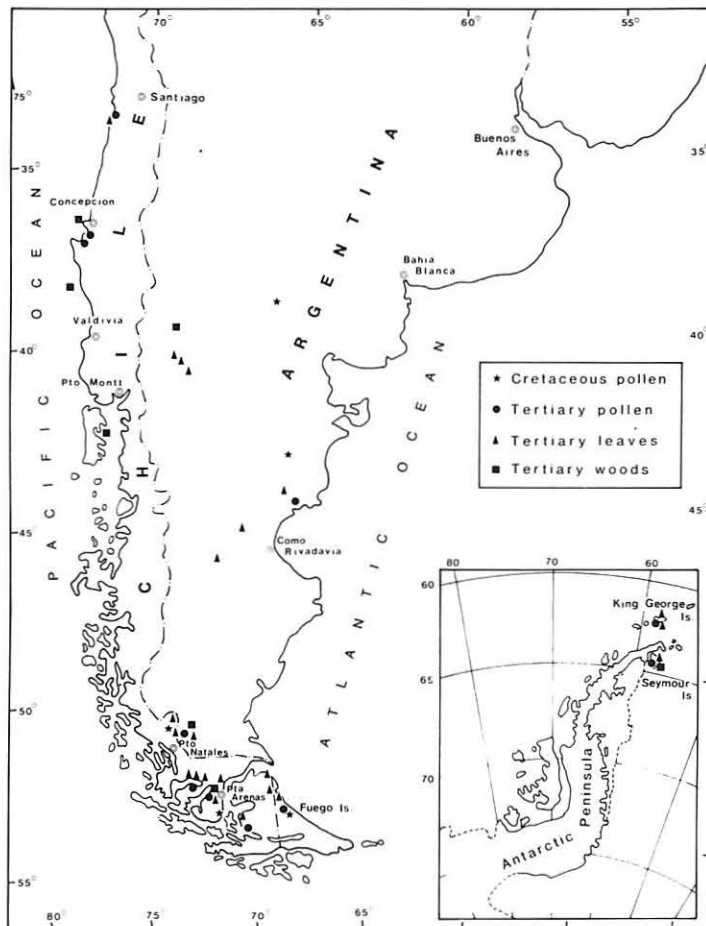 70°
65°
60°
55°
75°
Santiago
Buenos
Aires
35°
35°
Concepcion
Bahia
Blanca
Valdivia
40°
40°
Pto Montt
CHILE
ARGENTINA
PACIFIC OCEAN
ATLANTIC OCEAN
Cretaceous pollen
Tertiary pollen
Tertiary leaves
Tertiary woods
45°
45°
Como
Rivadavia
50°
Pto
Natales
Pta
Arenas
Fuego Is.
55°
80°
75°
70°
65°
80
70
60
59
King George
Is.
Seymour
Is.
65
70
Antarctic Peninsula